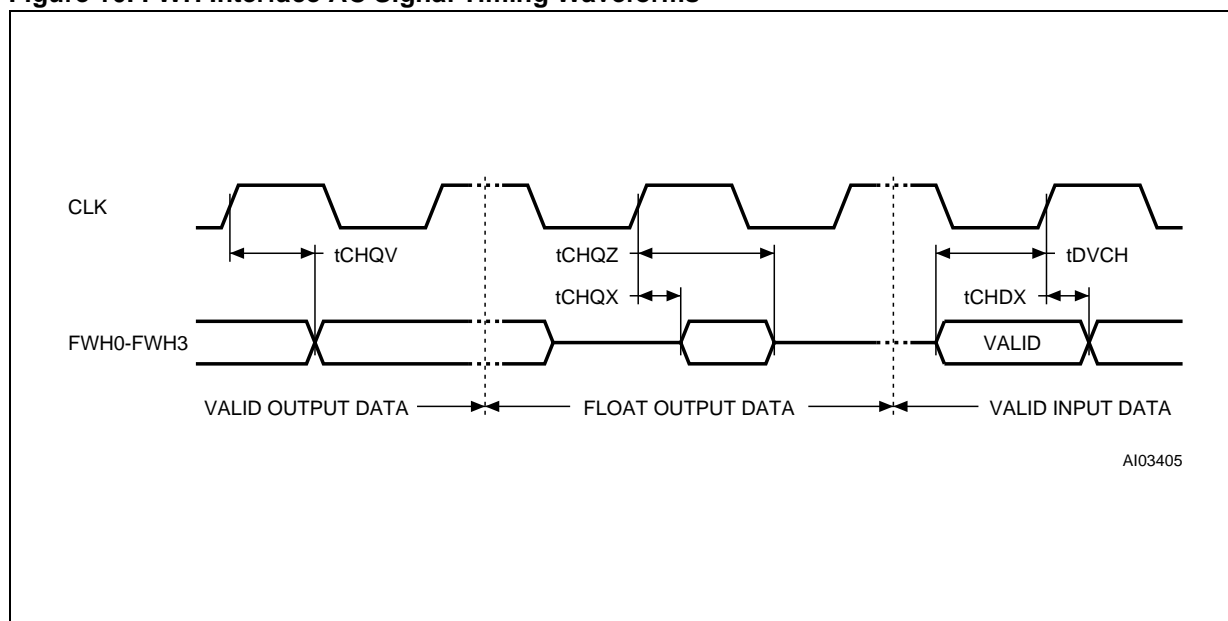 CLK
tCHQV
tCHQZ
tDVCH
tCHQX
tCHDX
FWH0-FWH3
VALID
VALID OUTPUT DATA
FLOAT OUTPUT DATA
VALID INPUT DATA
AI03405